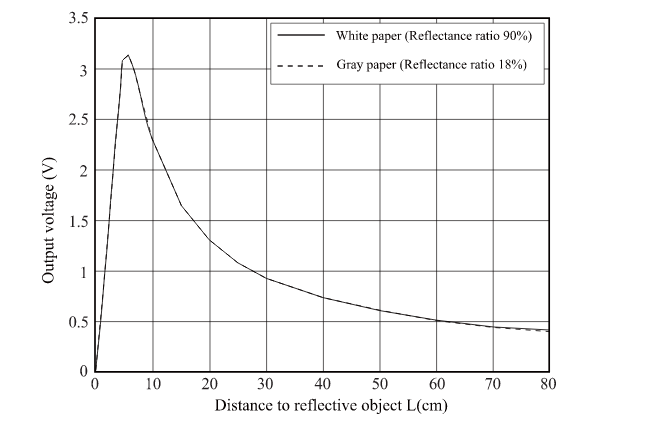 3.5
White paper (Reflectance ratio 90%)
Gray paper (Reflectance ratio 18%)
3
2.5
2
1.5
1
0.5
0
Output voltage (V)
0 10 20 30 40 50 60 70 80
Distance to reflective object L(cm)